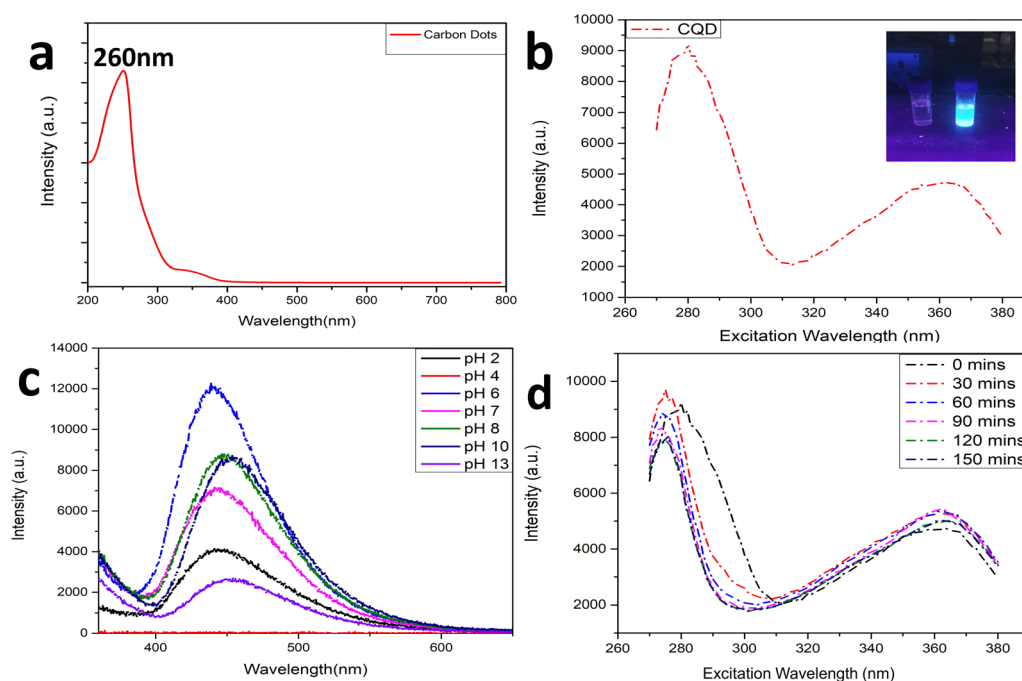 a
260nm
Carbon Dots
Intensity (a.u.)
200 300 400 500 600 700 800
Wavelength(nm)
b
CQD
10000
9000
8000
7000
6000
5000
4000
3000
2000
1000
Intensity (a.u.)
260 280 300 320 340 360 380
Excitation Wavelength (nm)
c
14000
12000
10000
8000
6000
4000
2000
0
Intensity (a.u.)
pH 2
pH 4
pH 6
pH 7
pH 8
pH 10
pH 13
400 450 500 550 600
Wavelength(nm)
d
10000
8000
6000
4000
2000
Intensity (a.u.)
0 mins
30 mins
60 mins
90 mins
120 mins
150 mins
260 280 300 320 340 360 380
Excitation Wavelength (nm)